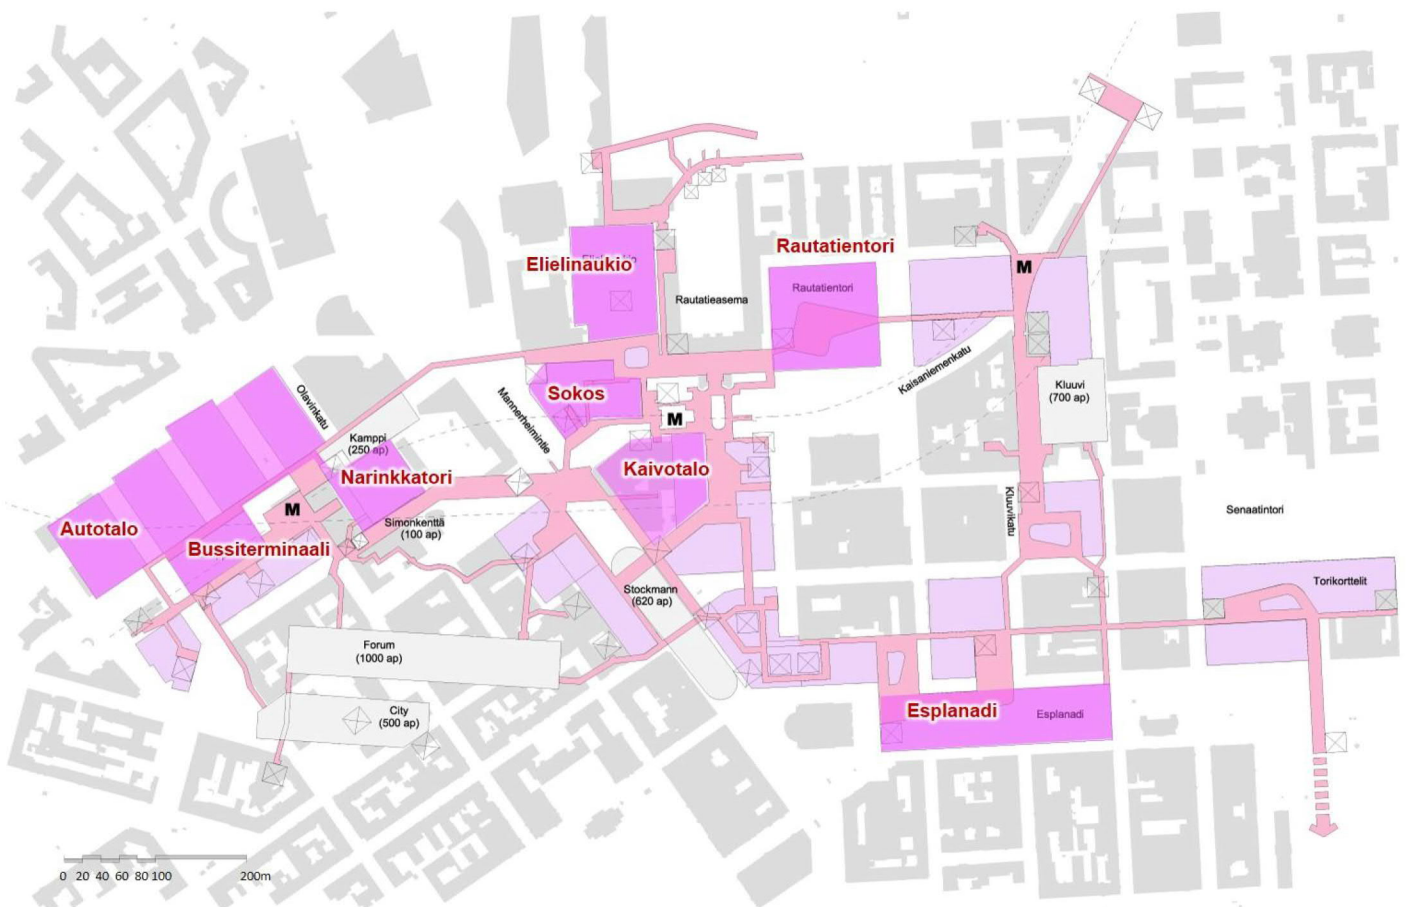 Rautatientori
Elielinaukio
Rautatientori
Rautatieasema
M
Kaisaniemenkatu
Kluuvi
(700 ap)
Olavinkatu
Mannerheimintie
Sokos
M
Kamppi
(250 ap)
Narinkkatori
Kaivotalo
M
Autotalo
Simonkenttä
(100 ap)
Bussiterminaali
Kluuvikatu
Senaatintori
Stockmann
(620 ap)
Torikorttelit
Forum
(1000 ap)
City
(500 ap)
Esplanadi
Esplanadi
0 20 40 60 80 100 200m